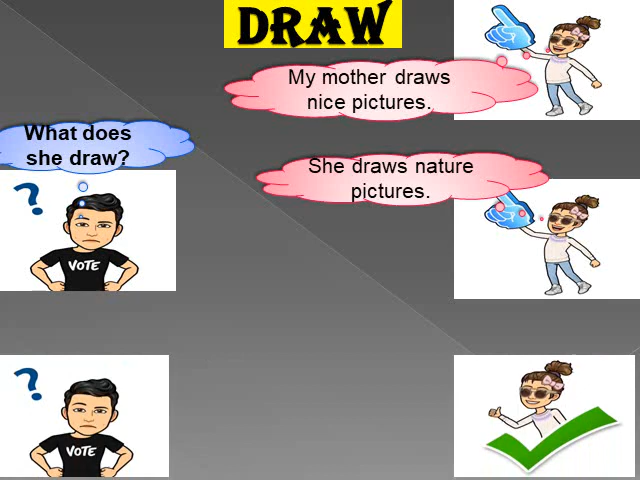 DRAW
My mother draws
nice pictures.
What does
she draw?
She draws nature
pictures.
?
VOTE
?
VOTE